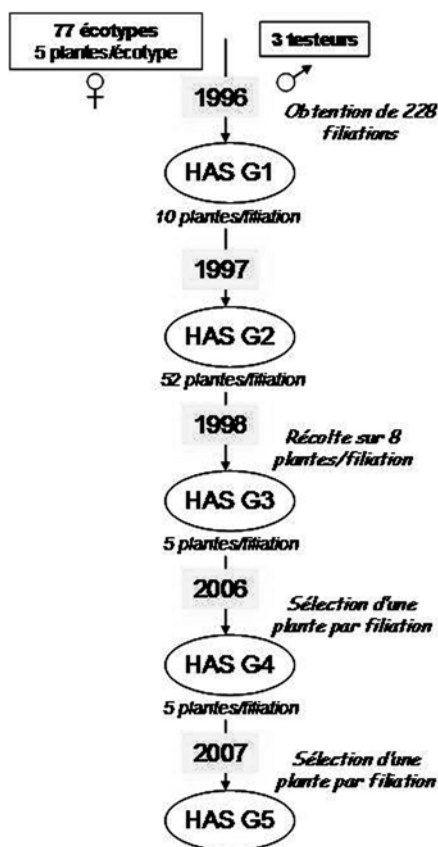 77 écotypes
5 plantes/écotype
3 testeurs
1996
Obtention de 228
filiations
HAS G1
10 plantes/filiation
1997
HAS G2
52 plantes/filiation
1998
Récolte sur 8
plantes/filiation
HAS G3
5 plantes/filiation
2006
Sélection d'une
plante par filiation
HAS G4
5 plantes/filiation
2007
Sélection d'une
plante par filiation
HAS G5